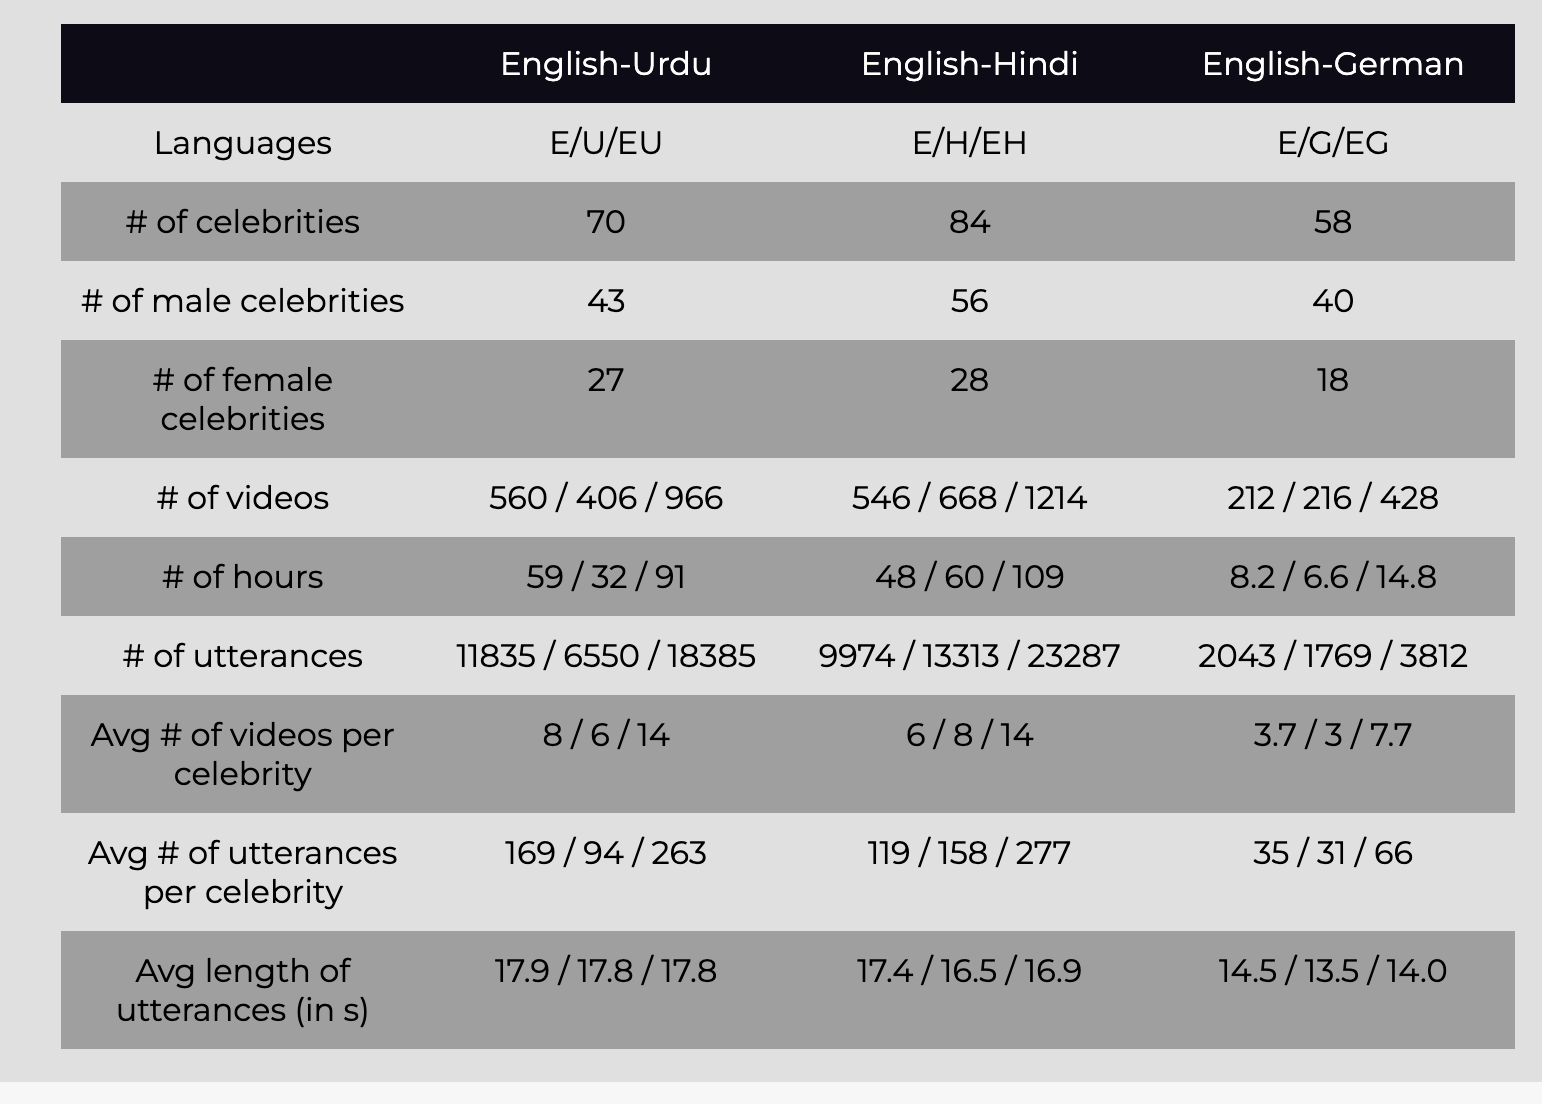 English-Urdu English-Hindi English-German
Languages E/U/EU E/H/EH E/G/EG
# of celebrities 70 84 58
# of male celebrities 43 56 40
# of female 27 28 18
celebrities
# of videos 560 / 406 / 966 546 / 668 / 1214 212 / 216 / 428
# of hours 59 / 32 / 91 48 / 60 / 109 8.2 / 6.6 / 14.8
# of utterances 11835 / 6550 / 18385 9974 / 13313 / 23287 2043 / 1769 / 3812
Avg # of videos per 8 / 6 / 14 6 / 8 / 14 3.7 / 3 / 7.7
celebrity
Avg # of utterances 169 / 94 / 263 119 / 158 / 277 35 / 31 / 66
per celebrity
Avg length of 17.9 / 17.8 / 17.8 17.4 / 16.5 / 16.9 14.5 / 13.5 / 14.0
utterances (in s)